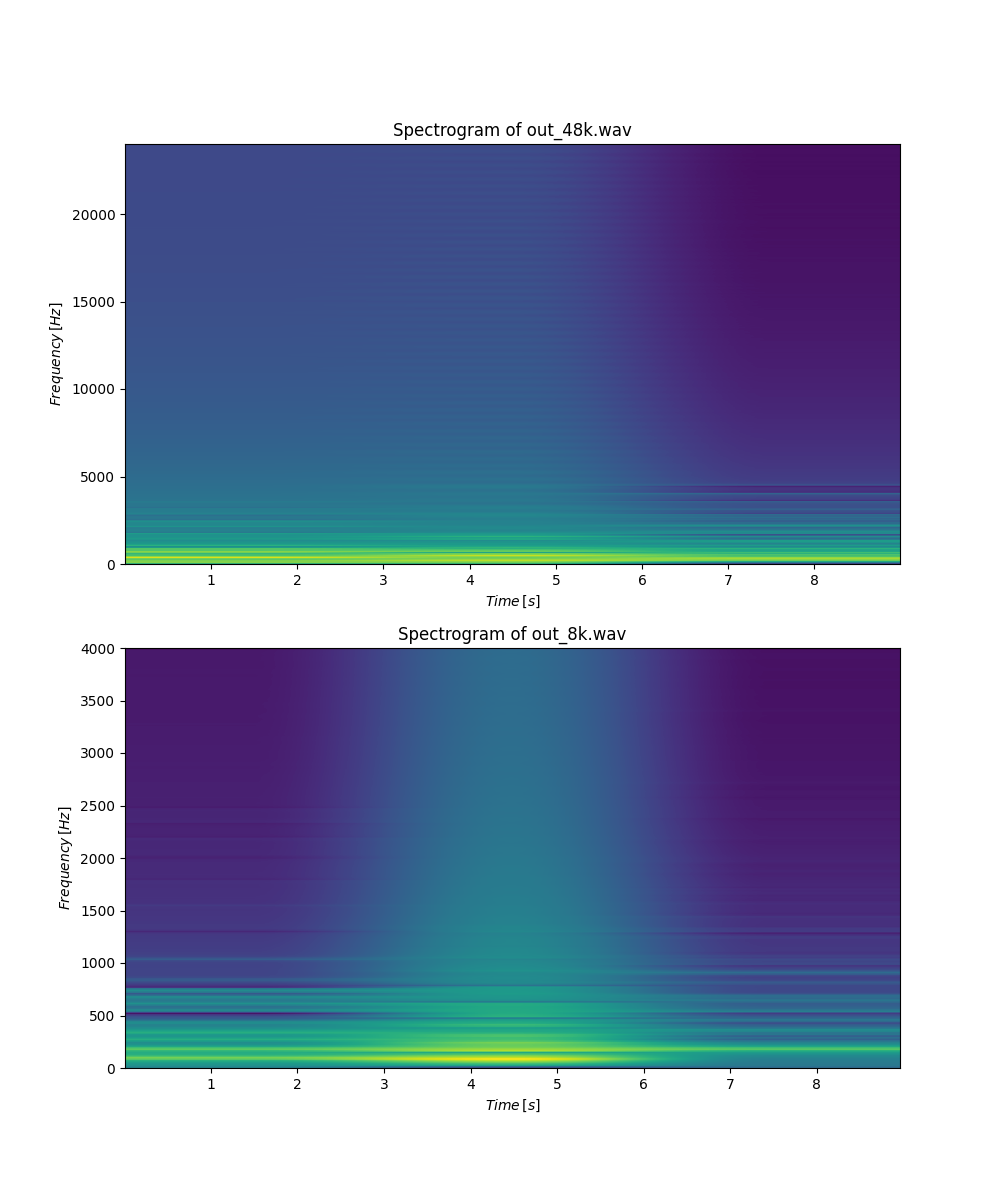 Spectrogram of out_48k.wav
20000
15000
10000
5000
0
Frequency [Hz]
1 2 3 4 5 6 7 8
Time [s]
Spectrogram of out_8k.wav
4000
3500
3000
2500
2000
1500
1000
500
0
Frequency [Hz]
1 2 3 4 5 6 7 8
Time [s]